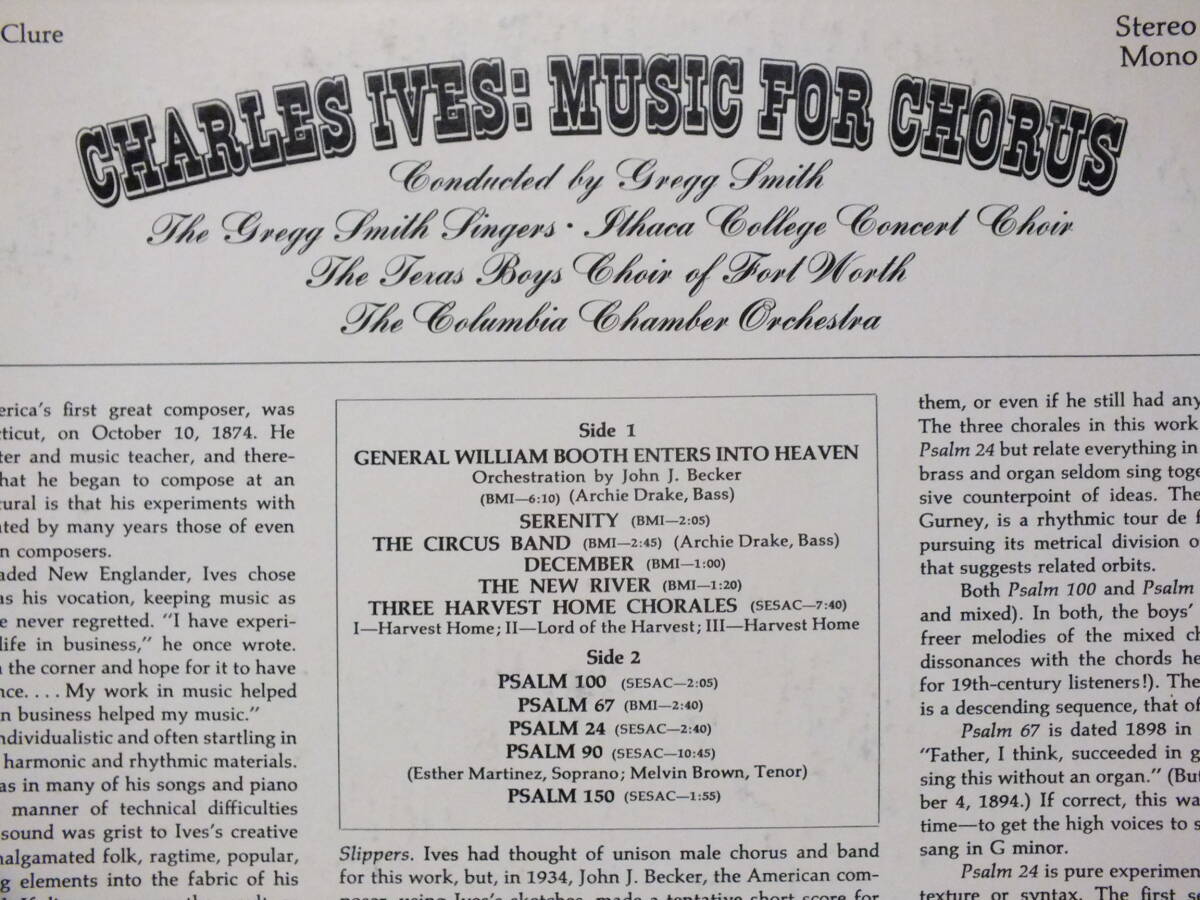 Clure
Stereo
Mono
CHARLES IVES: MUSIC FOR CHORUS
Conducted by Gregg Smith
The Gregg Smith Singers · Ithaca College Concert Choir
The Texas Boys Choir of Fort Worth
The Columbia Chamber Orchestra
erica's first great composer, was
ticut, on October 10, 1874. He
ter and music teacher, and there-
hat he began to compose at an
tural is that his experiments with
ated by many years those of even
n composers.
aded New Englander, Ives chose
as his vocation, keeping music as
e never regretted. "I have experi-
life in business," he once wrote.
n the corner and hope for it to have
nce. . . . My work in music helped
n business helped my music."
ndividualistic and often startling in
harmonic and rhythmic materials.
as in many of his songs and piano
manner of technical difficulties
sound was grist to Ives's creative
malgamated folk, ragtime, popular,
g elements into the fabric of his
Side 1
GENERAL WILLIAM BOOTH ENTERS INTO HEAVEN
Orchestration by John J. Becker
(BMI—6:10) (Archie Drake, Bass)
SERENITY (BMI—2:05)
THE CIRCUS BAND (BMI—2:45) (Archie Drake, Bass)
DECEMBER (BMI—1:00)
THE NEW RIVER (BMI—1:20)
THREE HARVEST HOME CHORALES (SESAC—7:40)
I—Harvest Home; II—Lord of the Harvest; III—Harvest Home
Side 2
PSALM 100 (SESAC—2:05)
PSALM 67 (BMI—2:40)
PSALM 24 (SESAC—2:40)
PSALM 90 (SESAC—10:45)
(Esther Martinez, Soprano; Melvin Brown, Tenor)
PSALM 150 (SESAC—1:55)
Slippers. Ives had thought of unison male chorus and band
for this work, but, in 1934, John J. Becker, the American com-
poser, using Ives's sketches, made a tentative short score for
them, or even if he still had any
The three chorales in this work
Psalm 24 but relate everything in
brass and organ seldom sing toge
sive counterpoint of ideas. The
Gurney, is a rhythmic tour de f
pursuing its metrical division o
that suggests related orbits.
Both Psalm 100 and Psalm
and mixed). In both, the boys'
freer melodies of the mixed ch
dissonances with the chords he
for 19th-century listeners!). The
is a descending sequence, that of
Psalm 67 is dated 1898 in
"Father, I think, succeeded in g
sing this without an organ." (But
ber 4, 1894.) If correct, this wa
time—to get the high voices to s
sang in G minor.
Psalm 24 is pure experimen
texture or syntax. The first se